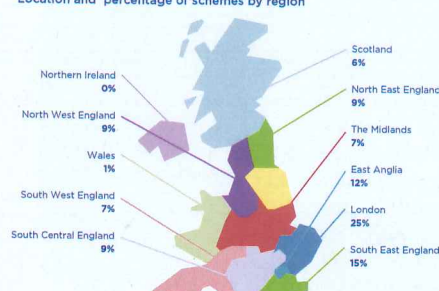 Location and percentage of schemes by region
Northern Ireland
0%
North West England
9%
Wales
1%
South West England
7%
South Central England
9%
Scotland
6%
North East England
9%
The Midlands
7%
East Anglia
12%
London
25%
South East England
15%